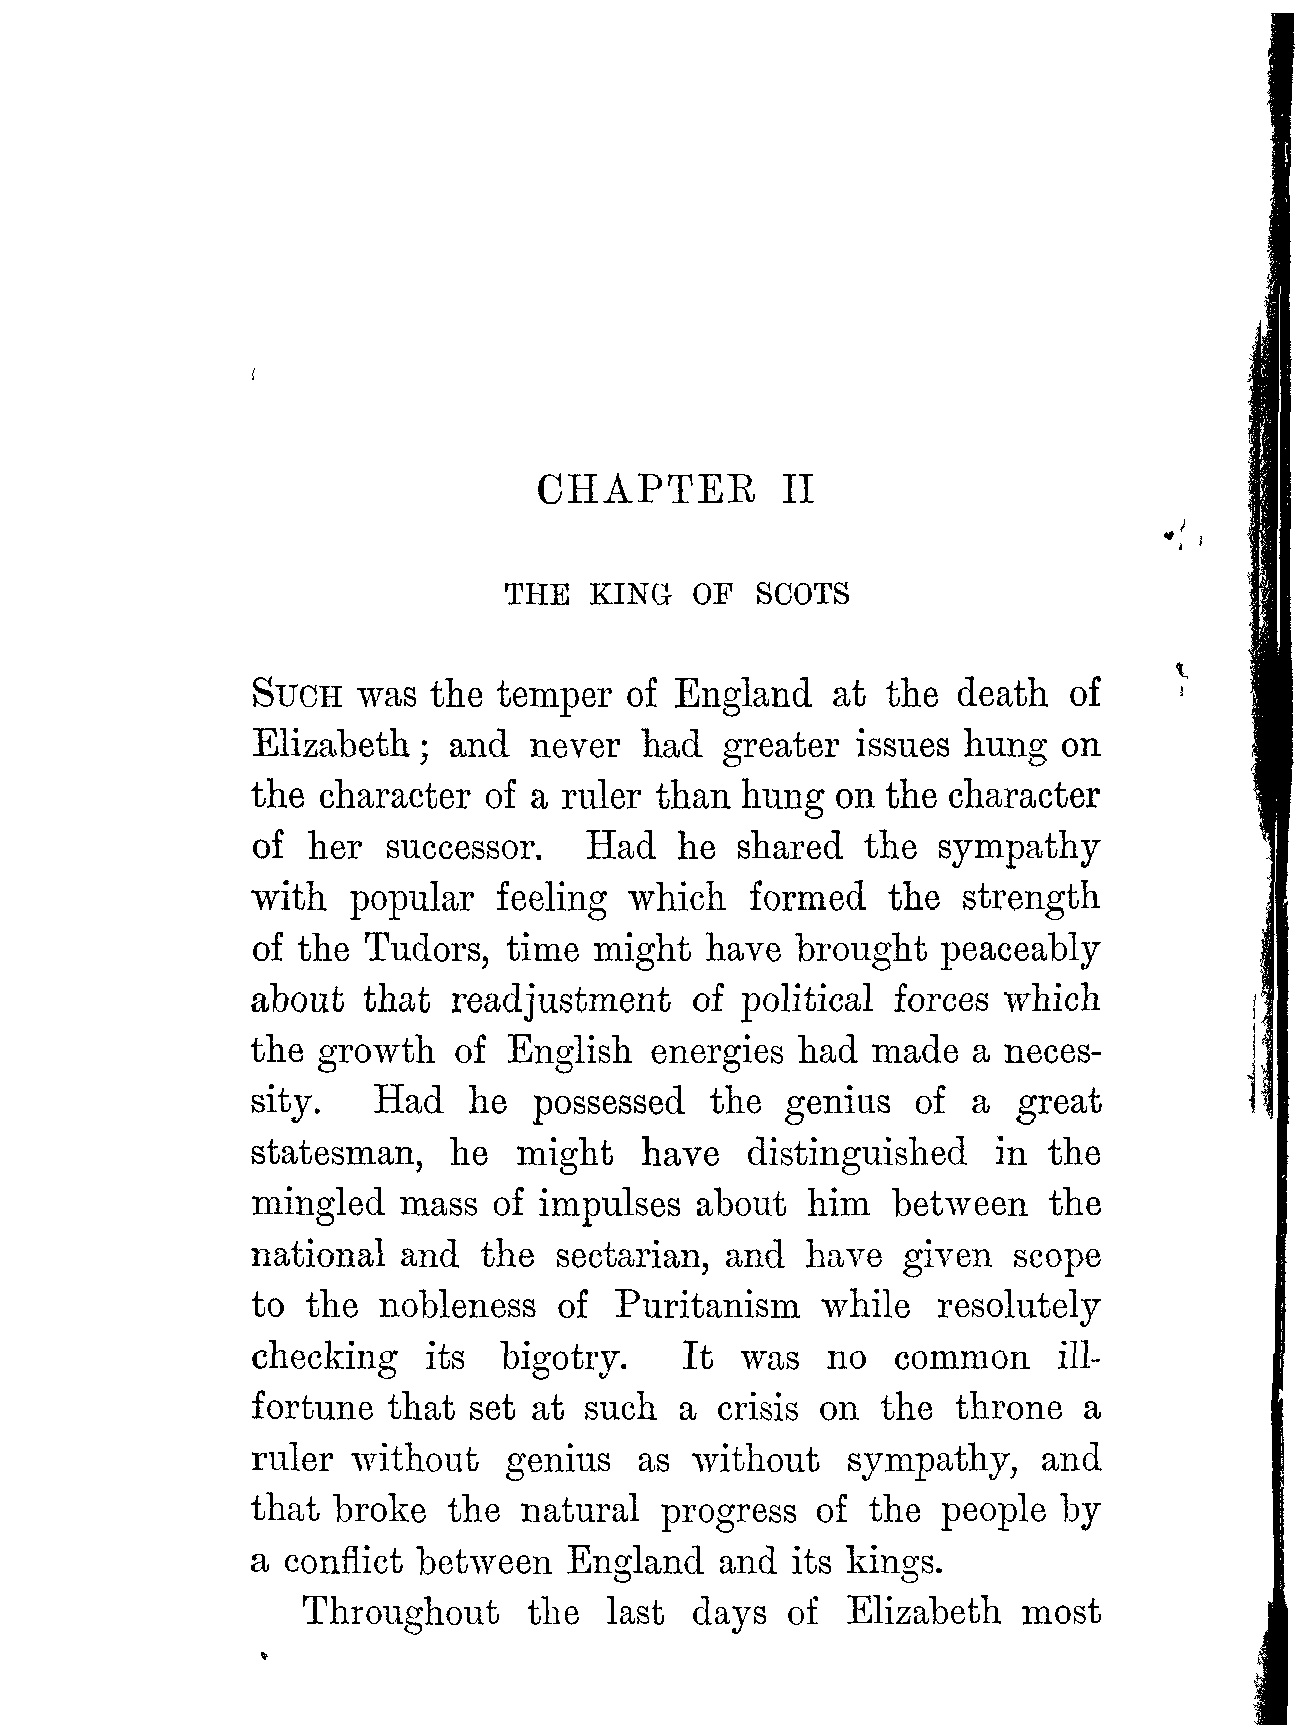 CHAPTER II
THE KING OF SCOTS
SUCH was the temper of England at the death of
Elizabeth; and never had greater issues hung on
the character of a ruler than hung on the character
of her successor. Had he shared the sympathy
with popular feeling which formed the strength
of the Tudors, time might have brought peaceably
about that readjustment of political forces which
the growth of English energies had made a neces-
sity. Had he possessed the genius of a great
statesman, he might have distinguished in the
mingled mass of impulses about him between the
national and the sectarian, and have given scope
to the nobleness of Puritanism while resolutely
checking its bigotry. It was no common ill-
fortune that set at such a crisis on the throne a
ruler without genius as without sympathy, and
that broke the natural progress of the people by
a conflict between England and its kings.
Throughout the last days of Elizabeth most